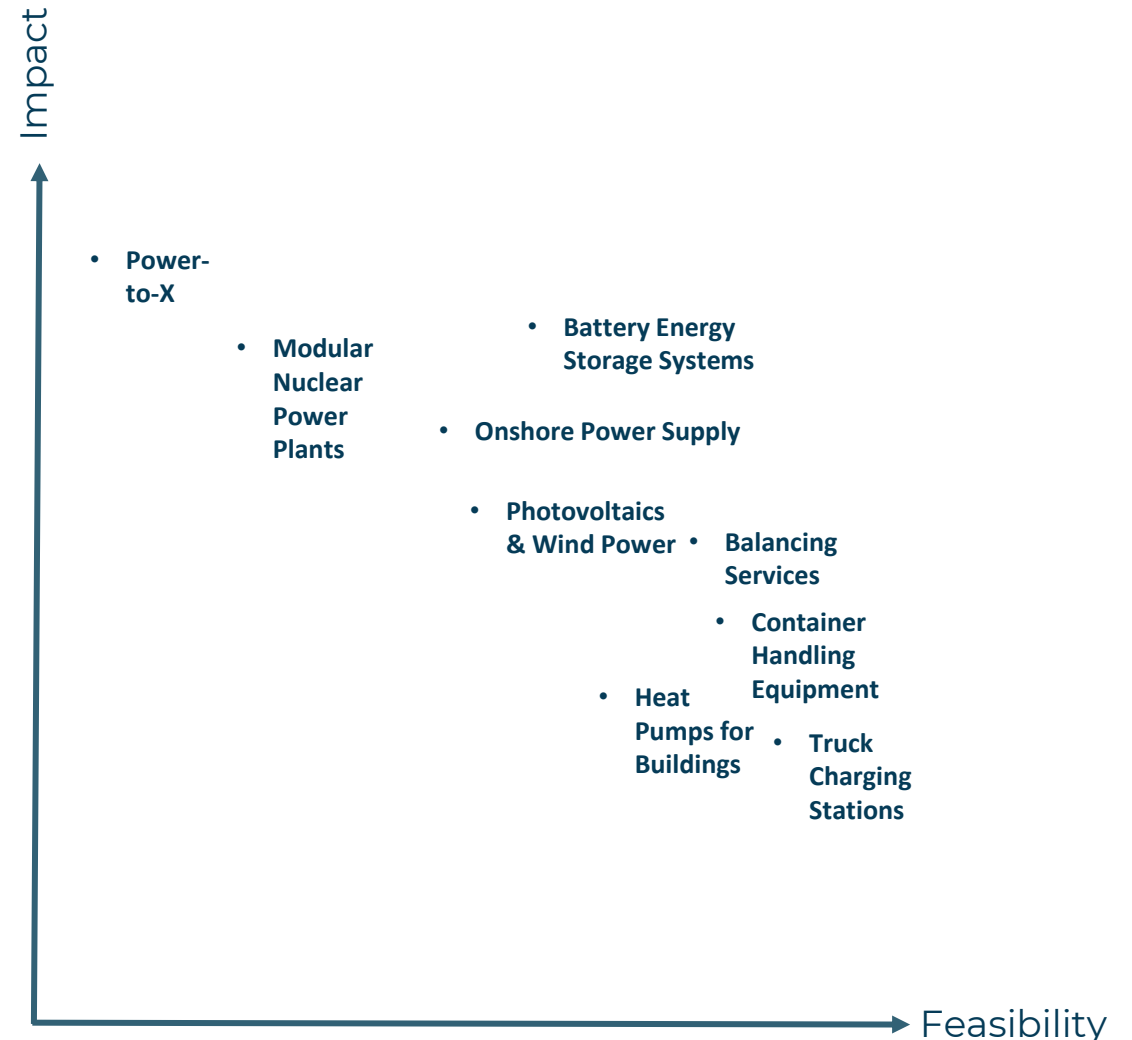 Impact
• Power-
to-X
• Battery Energy
Storage Systems
• Modular
Nuclear
Power
Plants
• Onshore Power Supply
• Photovoltaics
& Wind Power
• Balancing
Services
• Container
Handling
Equipment
• Heat
Pumps for
Buildings
• Truck
Charging
Stations
Feasibility